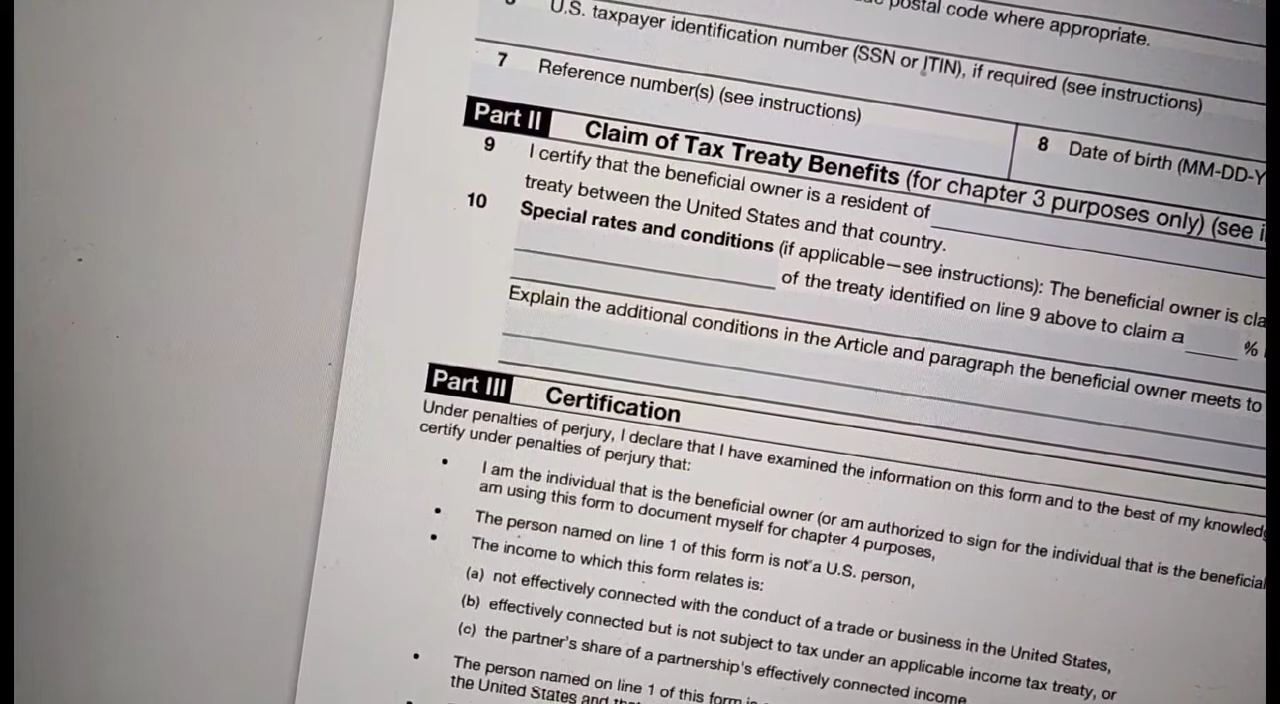 postal code where appropriate.
U.S. taxpayer identification number (SSN or ITIN), if required (see instructions)
7 Reference number(s) (see instructions)
8 Date of birth (MM-DD-Y
Part II Claim of Tax Treaty Benefits (for chapter 3 purposes only) (see i
9 I certify that the beneficial owner is a resident of
treaty between the United States and that country.
10 Special rates and conditions (if applicable—see instructions): The beneficial owner is cla
of the treaty identified on line 9 above to claim a %
Explain the additional conditions in the Article and paragraph the beneficial owner meets to
Part III Certification
Under penalties of perjury, I declare that I have examined the information on this form and to the best of my knowledg
certify under penalties of perjury that:
• I am the individual that is the beneficial owner (or am authorized to sign for the individual that is the beneficial
am using this form to document myself for chapter 4 purposes,
• The person named on line 1 of this form is not a U.S. person,
• The income to which this form relates is:
(a) not effectively connected with the conduct of a trade or business in the United States,
(b) effectively connected but is not subject to tax under an applicable income tax treaty, or
(c) the partner's share of a partnership's effectively connected income
• The person named on line 1 of this form is
the United States and